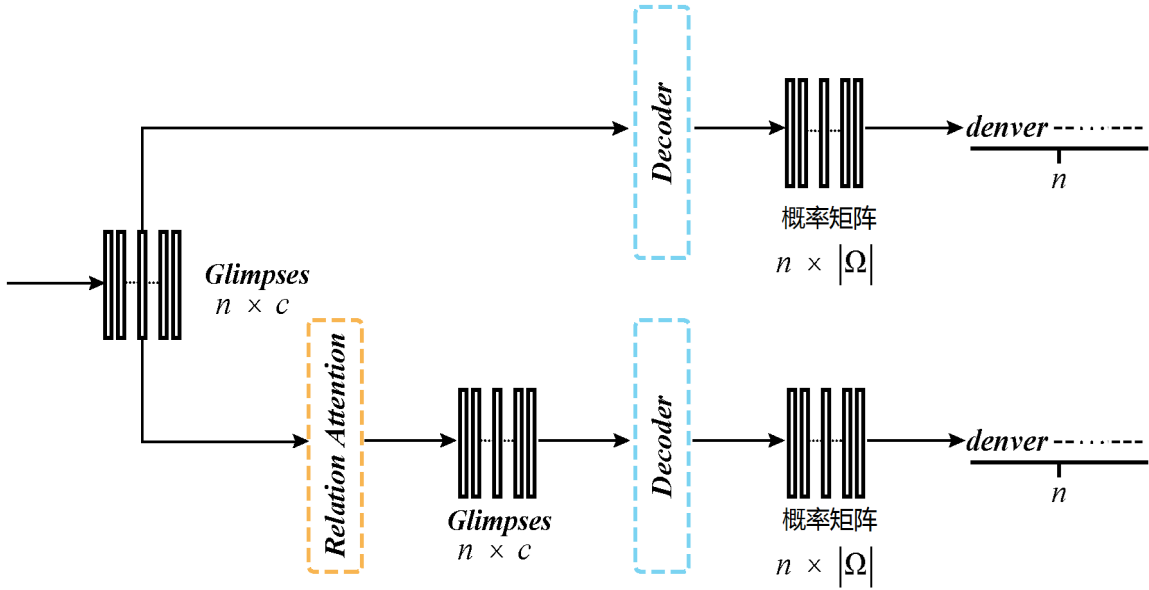 Decoder
denver
n
概率矩阵
n × |Ω|
Glimpses
n × c
Relation Attention
Glimpses
n × c
Decoder
概率矩阵
n × |Ω|
denver
n